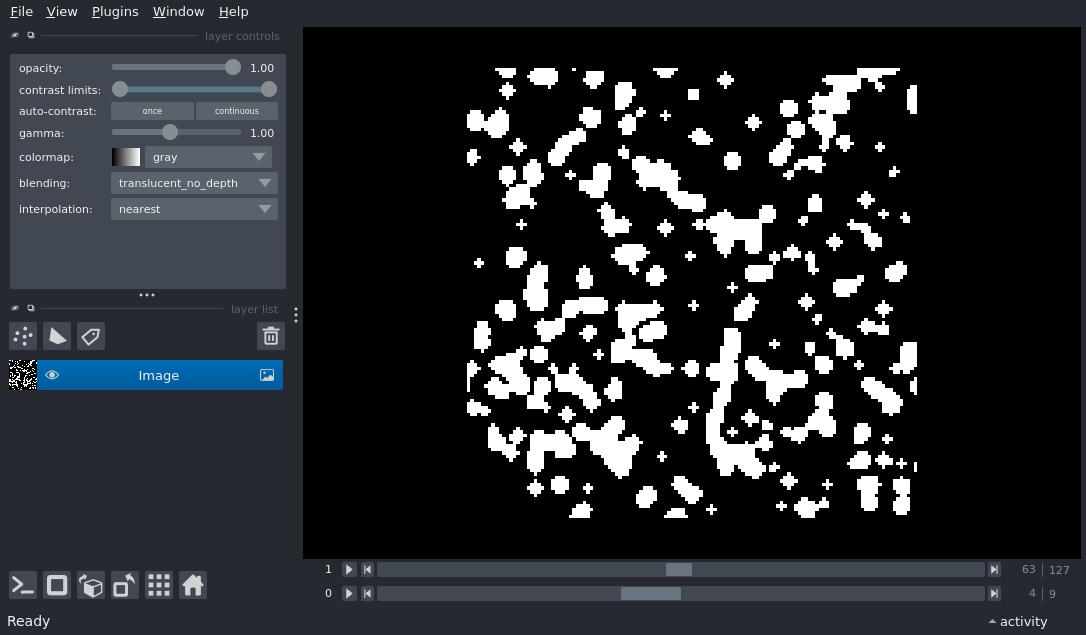 File View Plugins Window Help
layer controls
opacity: 1.00
contrast limits:
auto-contrast: once continuous
gamma: 1.00
colormap: gray
blending: translucent_no_depth
interpolation: nearest
layer list
Image
1 63 127
0 4 9
Ready activity